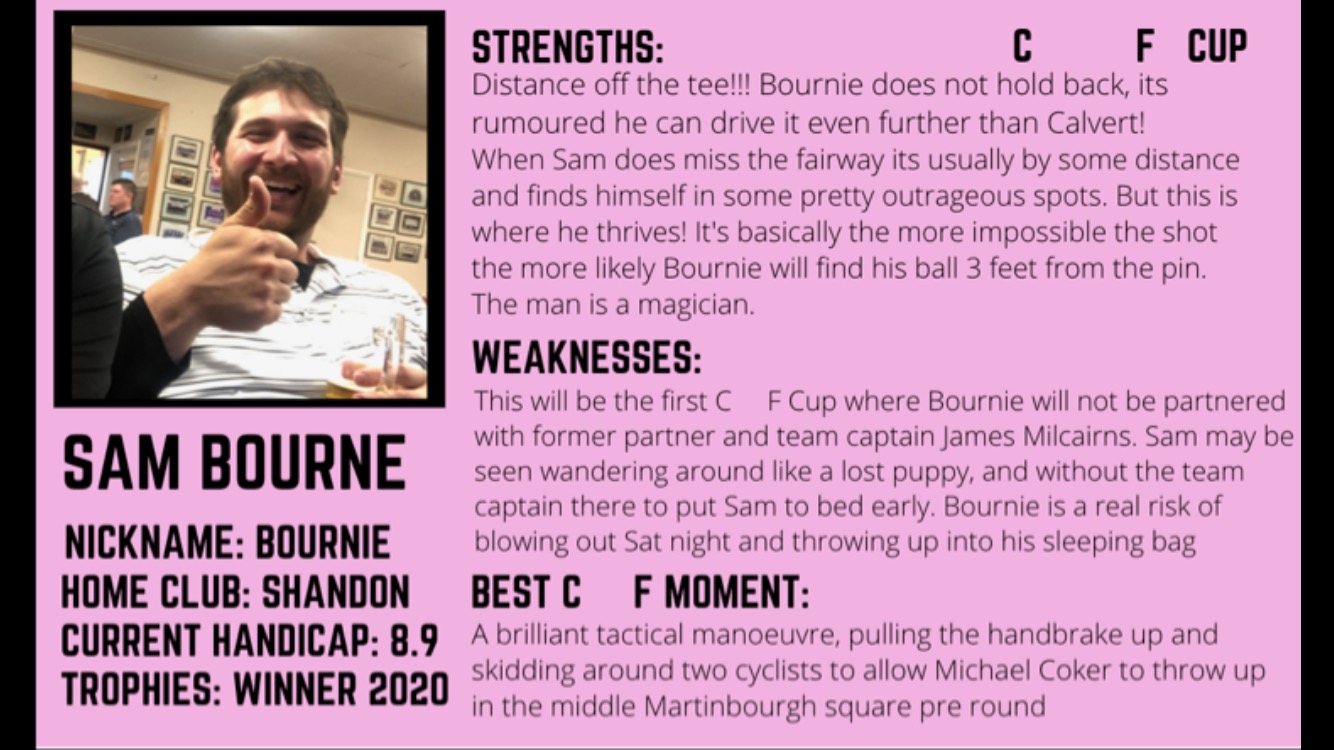 STRENGTHS: C F CUP
Distance off the tee!!! Bournie does not hold back, its
rumoured he can drive it even further than Calvert!
When Sam does miss the fairway its usually by some distance
and finds himself in some pretty outrageous spots. But this is
where he thrives! It's basically the more impossible the shot
the more likely Bournie will find his ball 3 feet from the pin.
The man is a magician.
WEAKNESSES:
This will be the first C F Cup where Bournie will not be partnered
with former partner and team captain James Milcairns. Sam may be
seen wandering around like a lost puppy, and without the team
captain there to put Sam to bed early. Bournie is a real risk of
blowing out Sat night and throwing up into his sleeping bag
BEST C F MOMENT:
A brilliant tactical manoeuvre, pulling the handbrake up and
skidding around two cyclists to allow Michael Coker to throw up
in the middle Martinbourgh square pre round
SAM BOURNE
NICKNAME: BOURNIE
HOME CLUB: SHANDON
CURRENT HANDICAP: 8.9
TROPHIES: WINNER 2020